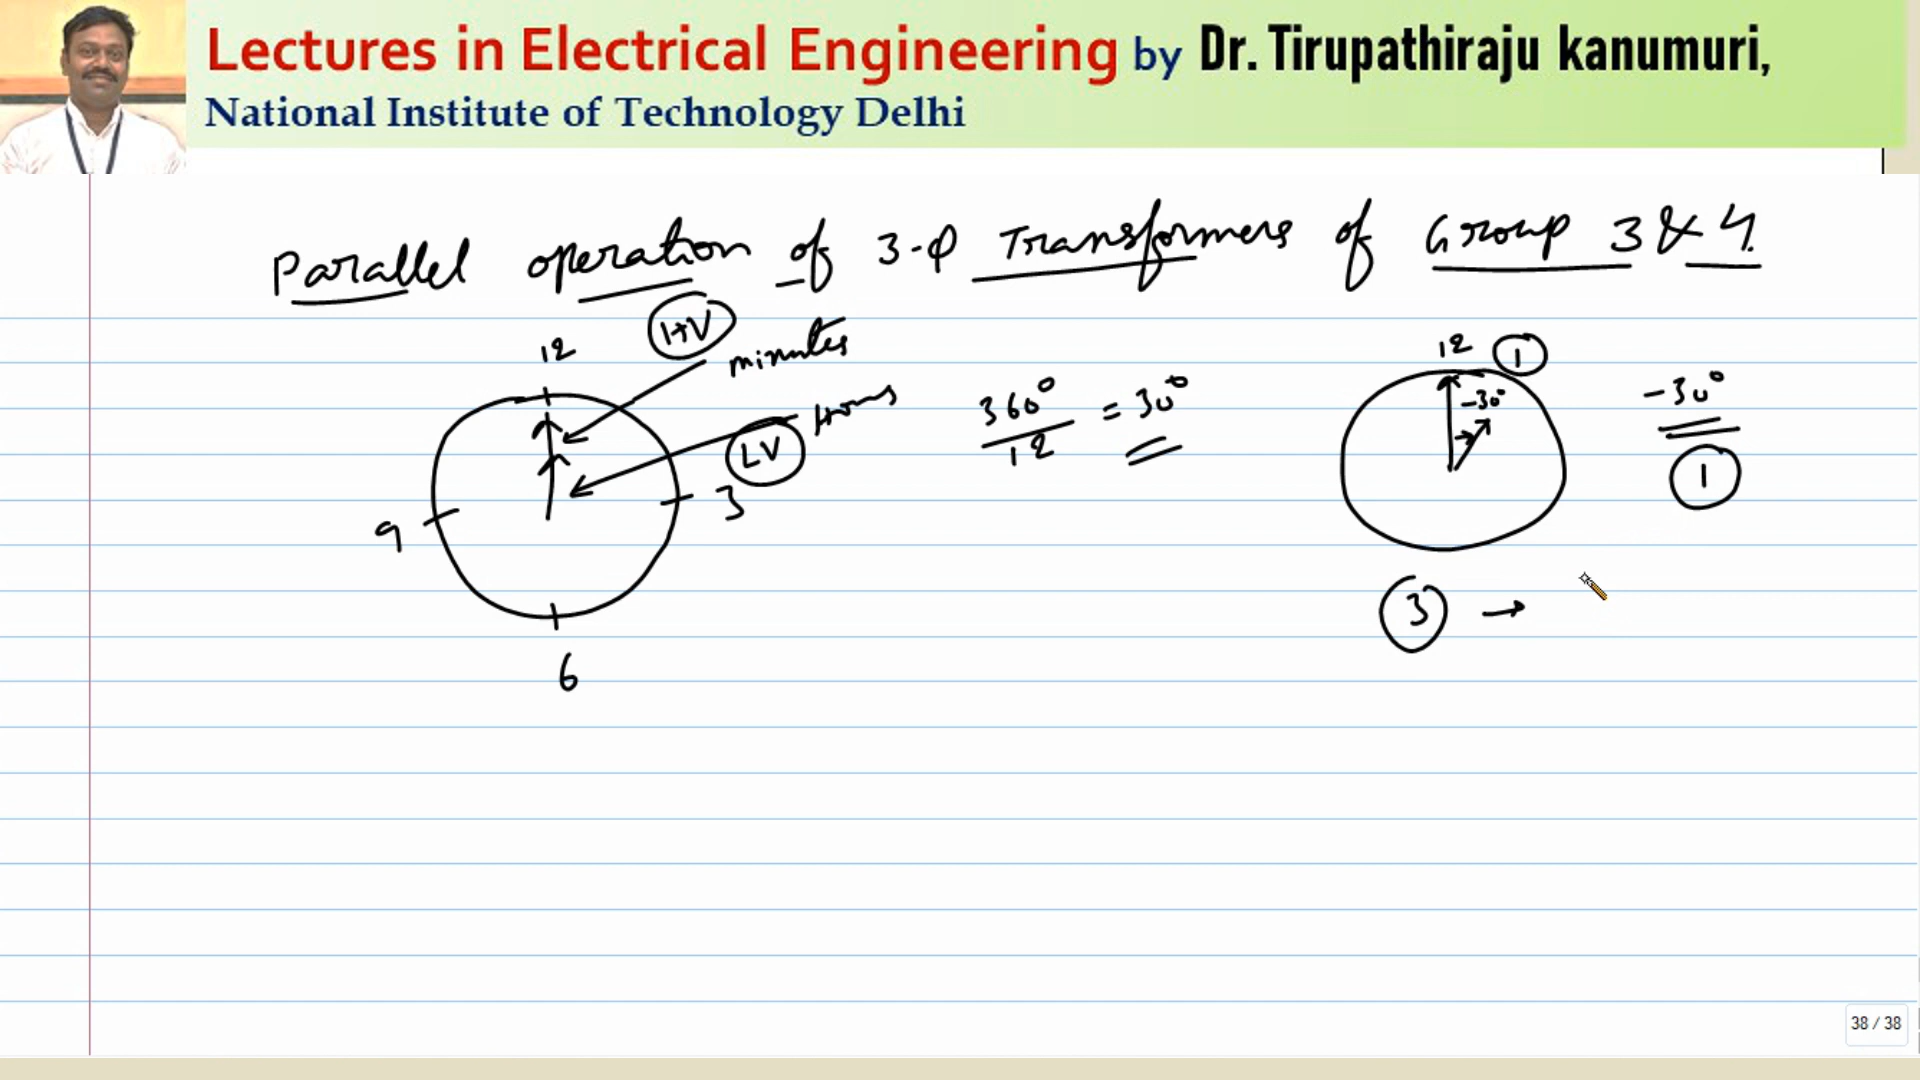 Lectures in Electrical Engineering by Dr. Tirupathiraju kanumuri,
National Institute of Technology Delhi
Parallel operation of 3-φ Transformers of Group 3 & 4.
HV
12
minutes
Hours
LV
9
3
6
360°/12 = 30°
12 1
-30°
-30°
1
3 →
38 / 38